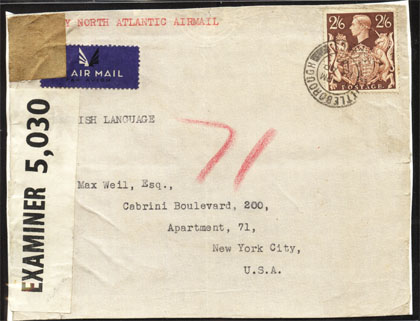 Y NORTH ATLANTIC AIRMAIL
AIR MAIL
2/6 2/6
POSTAGE
TTLEBOROUGH
ISH LANGUAGE
71
EXAMINER 5,030
Max Weil, Esq.,
Cabrini Boulevard, 200,
Apartment, 71,
New York City,
U.S.A.